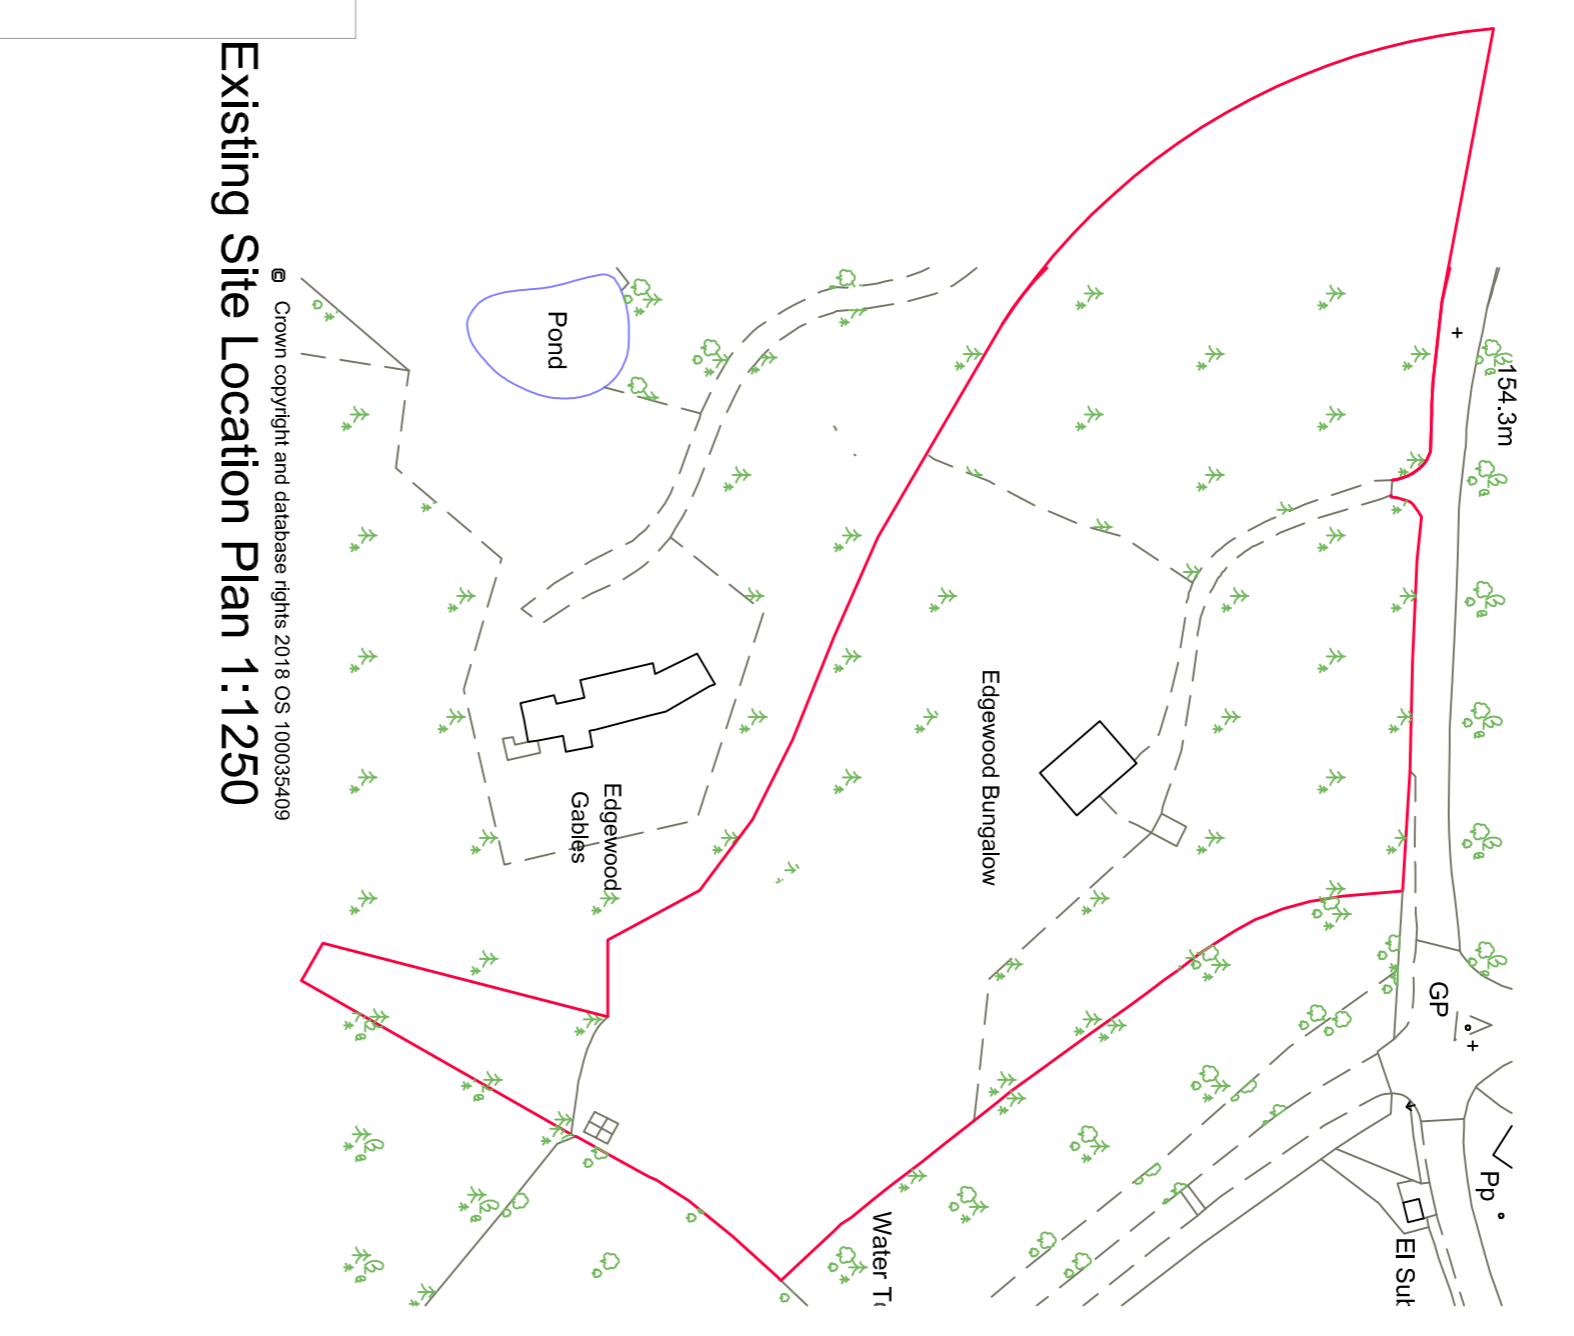 154.3m
Pond
Edgewood Bungalow
Edgewood
Gables
GP
Pp
El Sub
Water
© Crown copyright and database rights 2018 OS 100035409
Existing Site Location Plan 1:1250